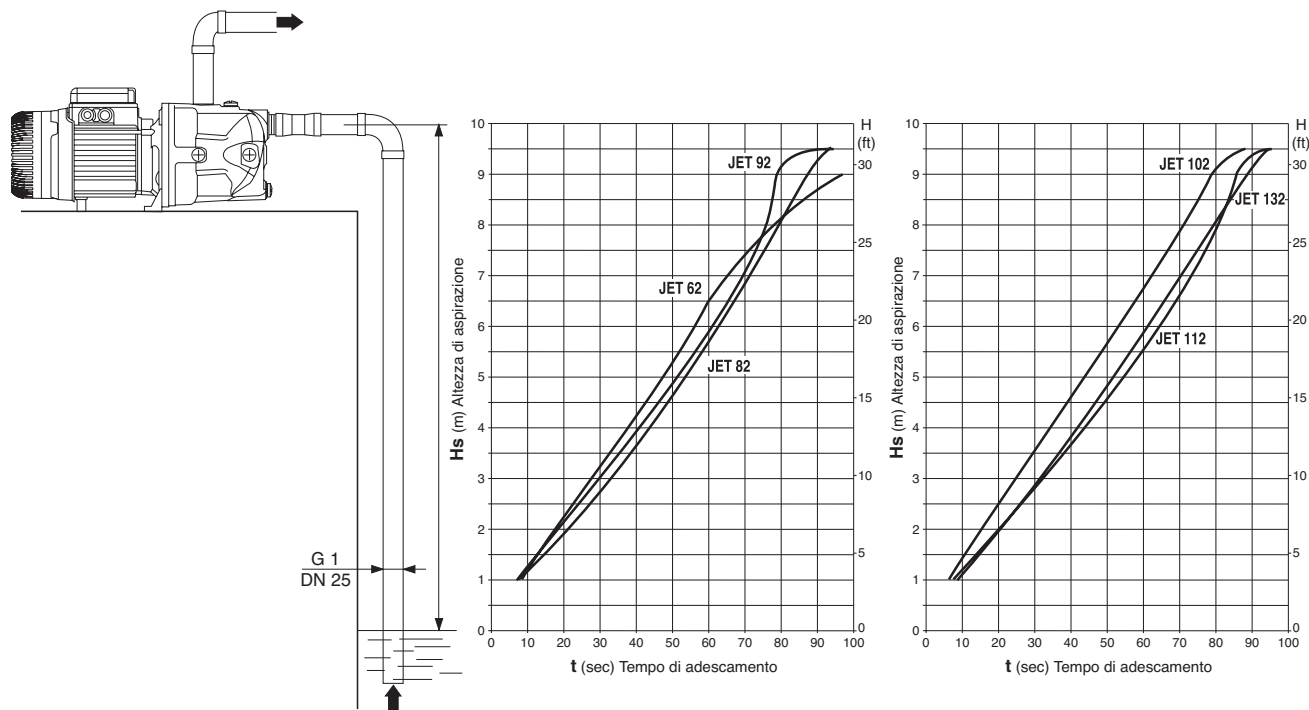 G 1
DN 25
Hs (m) Altezza di aspirazione
10
9
8
7
6
5
4
3
2
1
0
JET 92
JET 62
JET 82
H
(ft)
30
25
20
15
10
5
0
0 10 20 30 40 50 60 70 80 90 100
t (sec) Tempo di adescamento
Hs (m) Altezza di aspirazione
10
9
8
7
6
5
4
3
2
1
0
JET 102
JET 132
JET 112
H
(ft)
30
25
20
15
10
5
0
0 10 20 30 40 50 60 70 80 90 100
t (sec) Tempo di adescamento